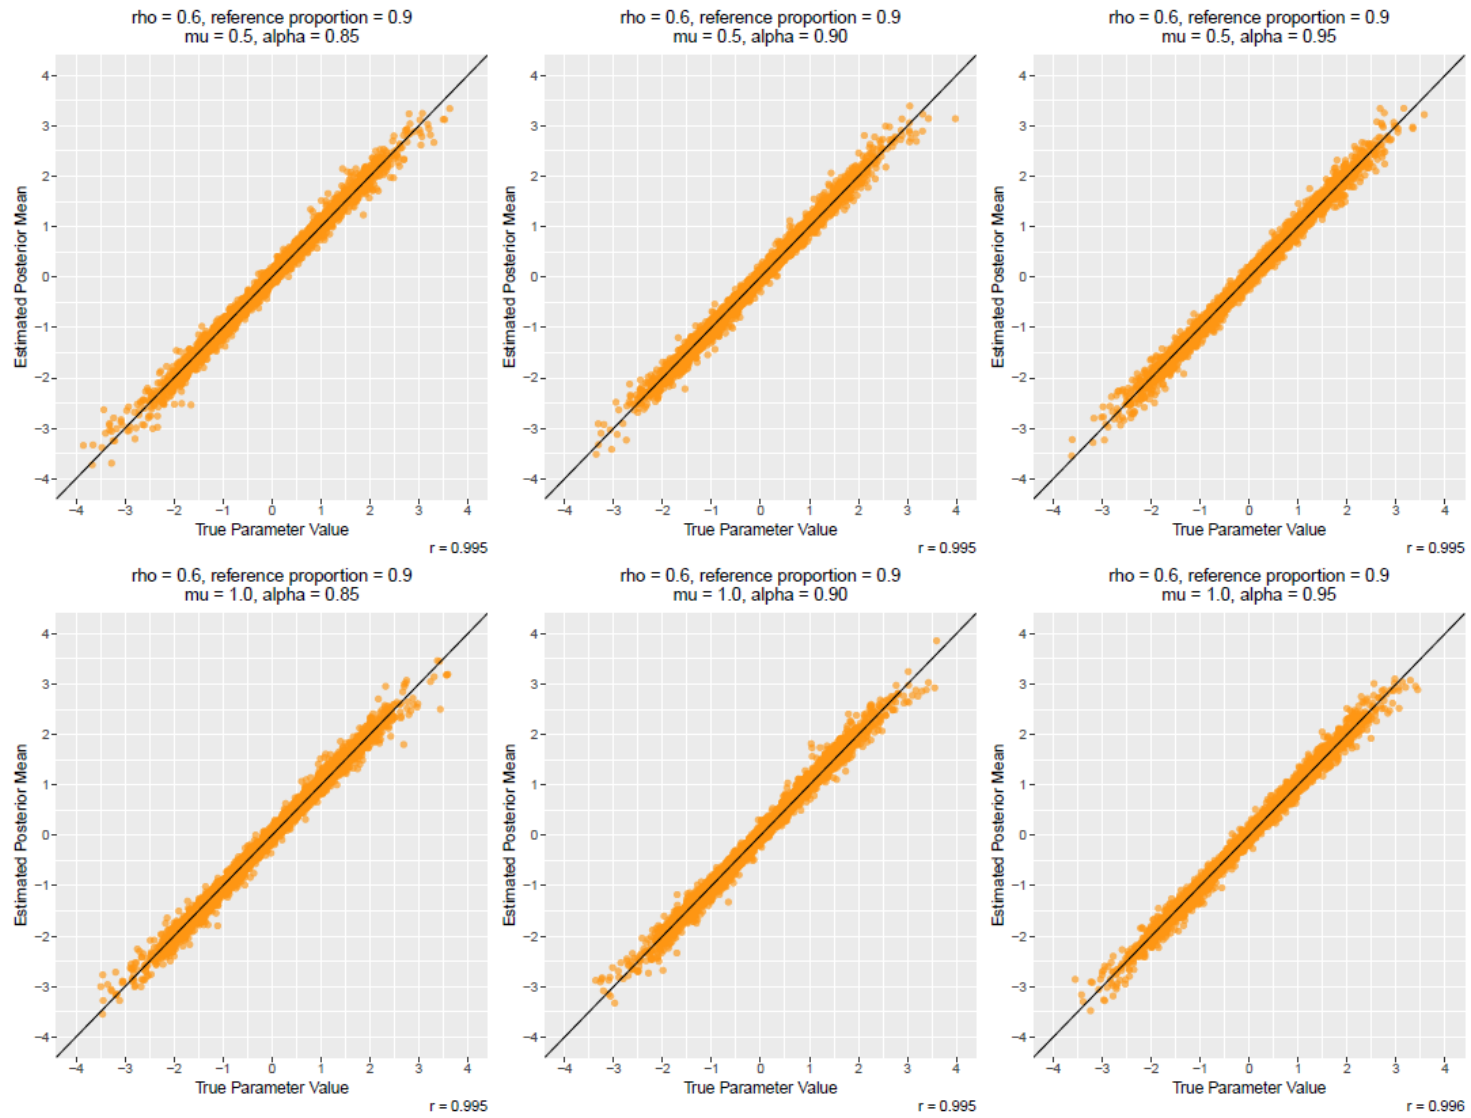 rho = 0.6, reference proportion = 0.9
mu = 0.5, alpha = 0.85
4
3
2
1
0
−1
−2
−3
−4
Estimated Posterior Mean
−4 −3 −2 −1 0 1 2 3 4
True Parameter Value
r = 0.995
rho = 0.6, reference proportion = 0.9
mu = 0.5, alpha = 0.90
4
3
2
1
0
−1
−2
−3
−4
Estimated Posterior Mean
−4 −3 −2 −1 0 1 2 3 4
True Parameter Value
r = 0.995
rho = 0.6, reference proportion = 0.9
mu = 0.5, alpha = 0.95
4
3
2
1
0
−1
−2
−3
−4
Estimated Posterior Mean
−4 −3 −2 −1 0 1 2 3 4
True Parameter Value
r = 0.995
rho = 0.6, reference proportion = 0.9
mu = 1.0, alpha = 0.85
4
3
2
1
0
−1
−2
−3
−4
Estimated Posterior Mean
−4 −3 −2 −1 0 1 2 3 4
True Parameter Value
r = 0.995
rho = 0.6, reference proportion = 0.9
mu = 1.0, alpha = 0.90
4
3
2
1
0
−1
−2
−3
−4
Estimated Posterior Mean
−4 −3 −2 −1 0 1 2 3 4
True Parameter Value
r = 0.995
rho = 0.6, reference proportion = 0.9
mu = 1.0, alpha = 0.95
4
3
2
1
0
−1
−2
−3
−4
Estimated Posterior Mean
−4 −3 −2 −1 0 1 2 3 4
True Parameter Value
r = 0.996